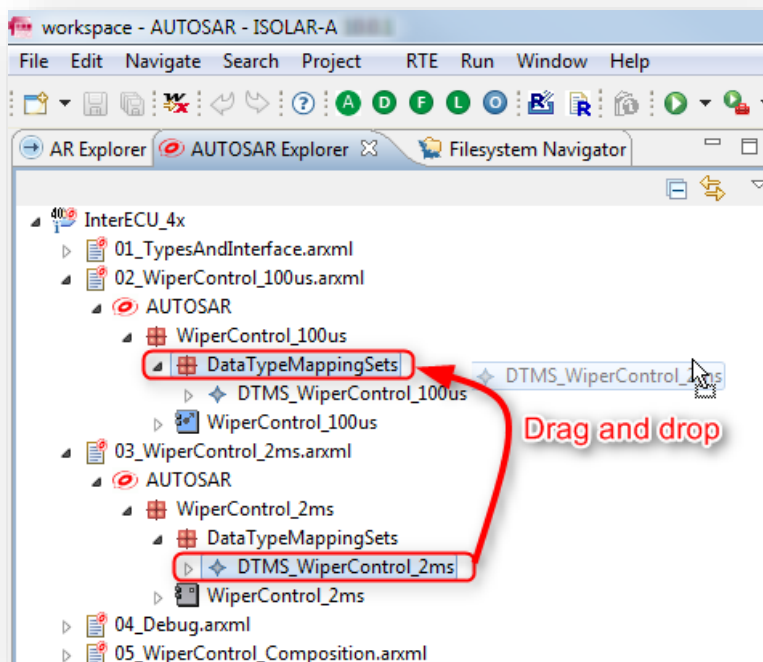 workspace - AUTOSAR - ISOLAR-A
File Edit Navigate Search Project RTE Run Window Help
AR Explorer AUTOSAR Explorer Filesystem Navigator
InterECU_4x
01_TypesAndInterface.arxml
02_WiperControl_100us.arxml
AUTOSAR
WiperControl_100us
DataTypeMappingSets
DTMS_WiperControl_2ms
DTMS_WiperControl_100us
WiperControl_100us
Drag and drop
03_WiperControl_2ms.arxml
AUTOSAR
WiperControl_2ms
DataTypeMappingSets
DTMS_WiperControl_2ms
WiperControl_2ms
04_Debug.arxml
05_WiperControl_Composition.arxml